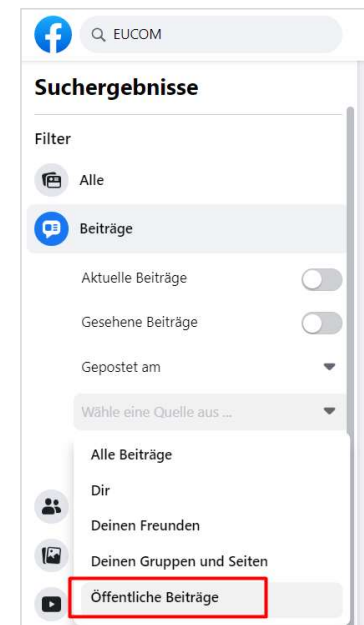 EUCOM
Suchergebnisse
Filter
Alle
Beiträge
Aktuelle Beiträge
Gesehene Beiträge
Gepostet am
Wähle eine Quelle aus ...
Alle Beiträge
Dir
Deinen Freunden
Deinen Gruppen und Seiten
Öffentliche Beiträge